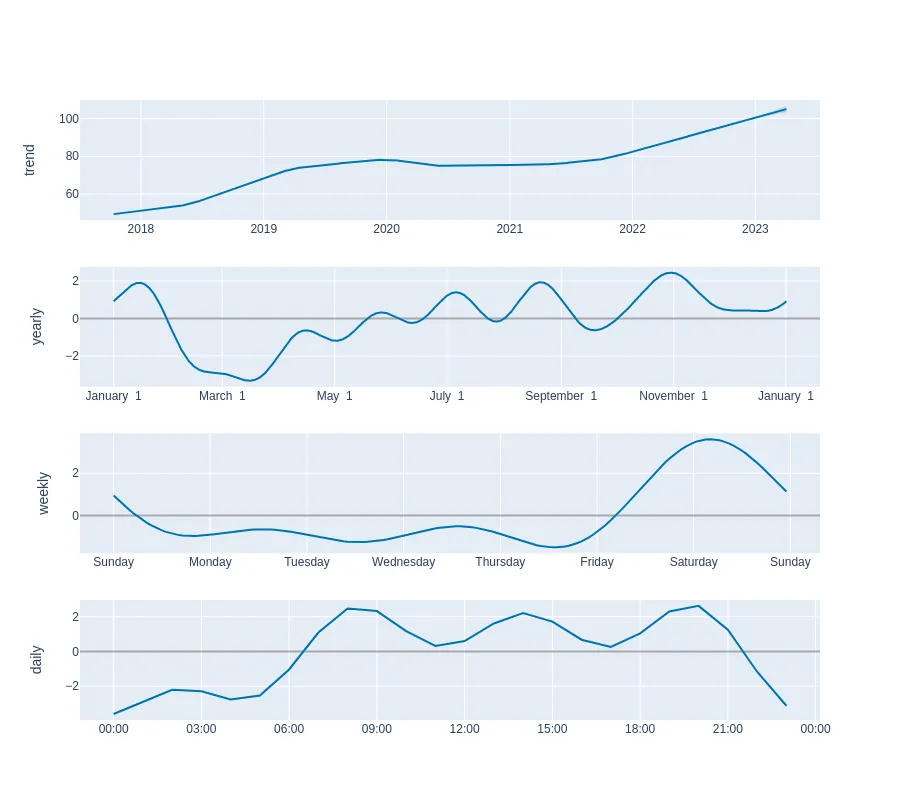 trend
100
80
60
2018 2019 2020 2021 2022 2023
yearly
2
0
−2
January 1 March 1 May 1 July 1 September 1 November 1 January 1
weekly
2
0
Sunday Monday Tuesday Wednesday Thursday Friday Saturday Sunday
daily
2
0
−2
00:00 03:00 06:00 09:00 12:00 15:00 18:00 21:00 00:00